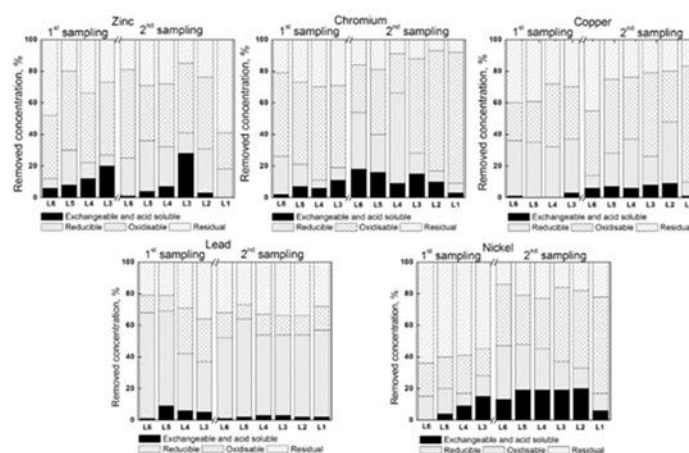 Zinc
1st sampling 2nd sampling
Removed concentration, %
100
80
60
40
20
0
L6 L5 L4 L3 L6 L5 L4 L3 L2 L1
Exchangeable and acid soluble
Reducible Oxidisable Residual
Chromium
1st sampling 2nd sampling
Removed concentration, %
100
80
60
40
20
0
L6 L5 L4 L3 L6 L5 L4 L3 L2 L1
Exchangeable and acid soluble
Reducible Oxidisable Residual
Copper
1st sampling 2nd sampling
Removed concentration, %
100
80
60
40
20
0
L6 L5 L4 L3 L6 L5 L4 L3 L2 L1
Exchangeable and acid soluble
Reducible Oxidisable Residual
Lead
1st sampling 2nd sampling
Removed concentration, %
100
80
60
40
20
0
L6 L5 L4 L3 L6 L5 L4 L3 L2 L1
Exchangeable and acid soluble
Reducible Oxidisable Residual
Nickel
1st sampling 2nd sampling
Removed concentration, %
100
80
60
40
20
0
L6 L5 L4 L3 L6 L5 L4 L3 L2 L1
Exchangeable and acid soluble
Reducible Oxidisable Residual